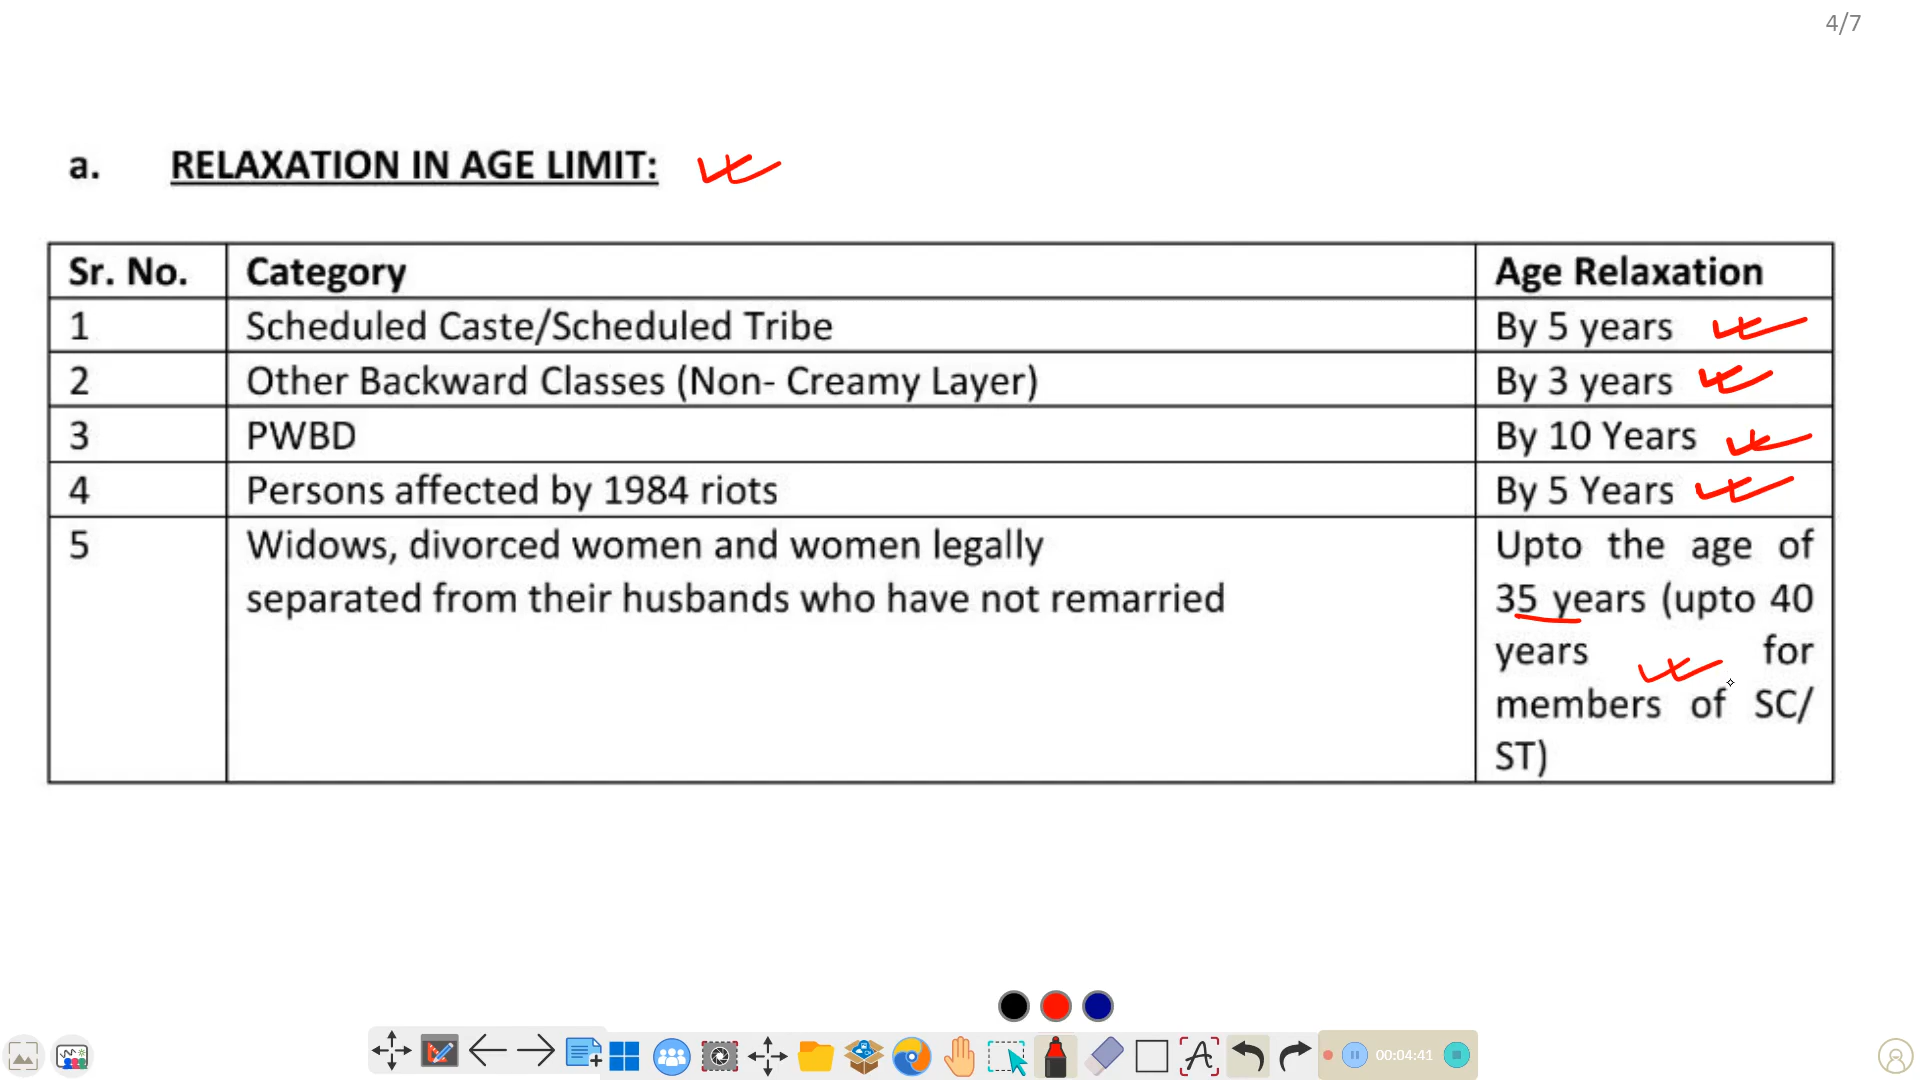 4/7
a. RELAXATION IN AGE LIMIT:
Sr. No. Category Age Relaxation
1 Scheduled Caste/Scheduled Tribe By 5 years
2 Other Backward Classes (Non- Creamy Layer) By 3 years
3 PWBD By 10 Years
4 Persons affected by 1984 riots By 5 Years
5 Widows, divorced women and women legally Upto the age of
separated from their husbands who have not remarried 35 years (upto 40
years for
members of SC/
ST)
00:04:41